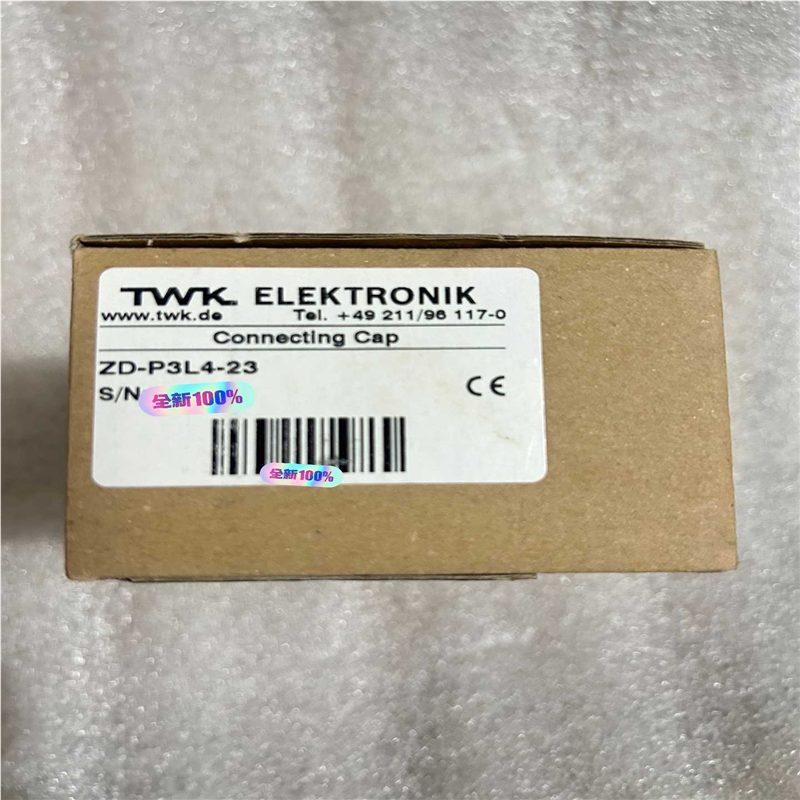 TWK. ELEKTRONIK
www.twk.de Tel. +49 211/96 117-0
Connecting Cap
ZD-P3L4-23
S/N 全新100%
CE
全新100%